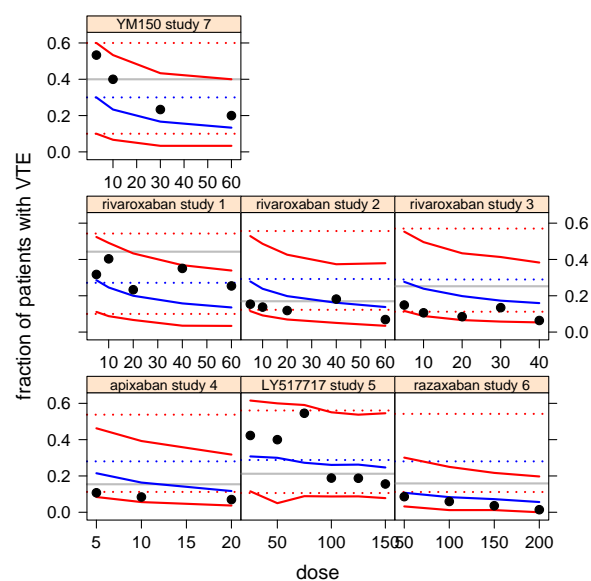 YM150 study 7
0.6
0.4
0.2
0.0
10 20 30 40 50 60
rivaroxaban study 1 rivaroxaban study 2 rivaroxaban study 3
0.6
0.4
0.2
0.0
10 20 30 40 50 60 10 20 30 40 50 60 10 20 30 40
apixaban study 4 LY517717 study 5 razaxaban study 6
0.6
0.4
0.2
0.0
5 10 15 20 50 100 150 50 100 150 200
dose
fraction of patients with VTE